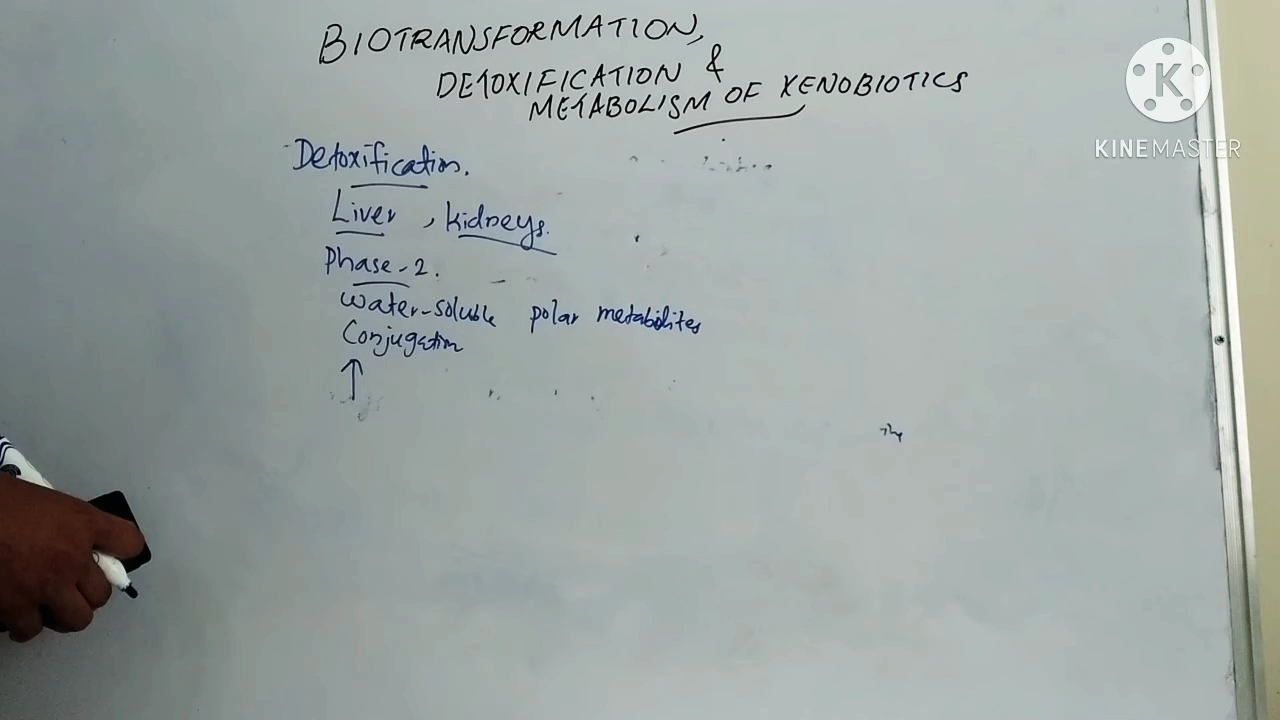 BIOTRANSFORMATION,
DETOXIFICATION &
METABOLISM OF XENOBIOTICS
K
KINEMASTER
Detoxification.
Liver, kidneys.
Phase-2.
Water-soluble polar metabolites
Conjugation
↑